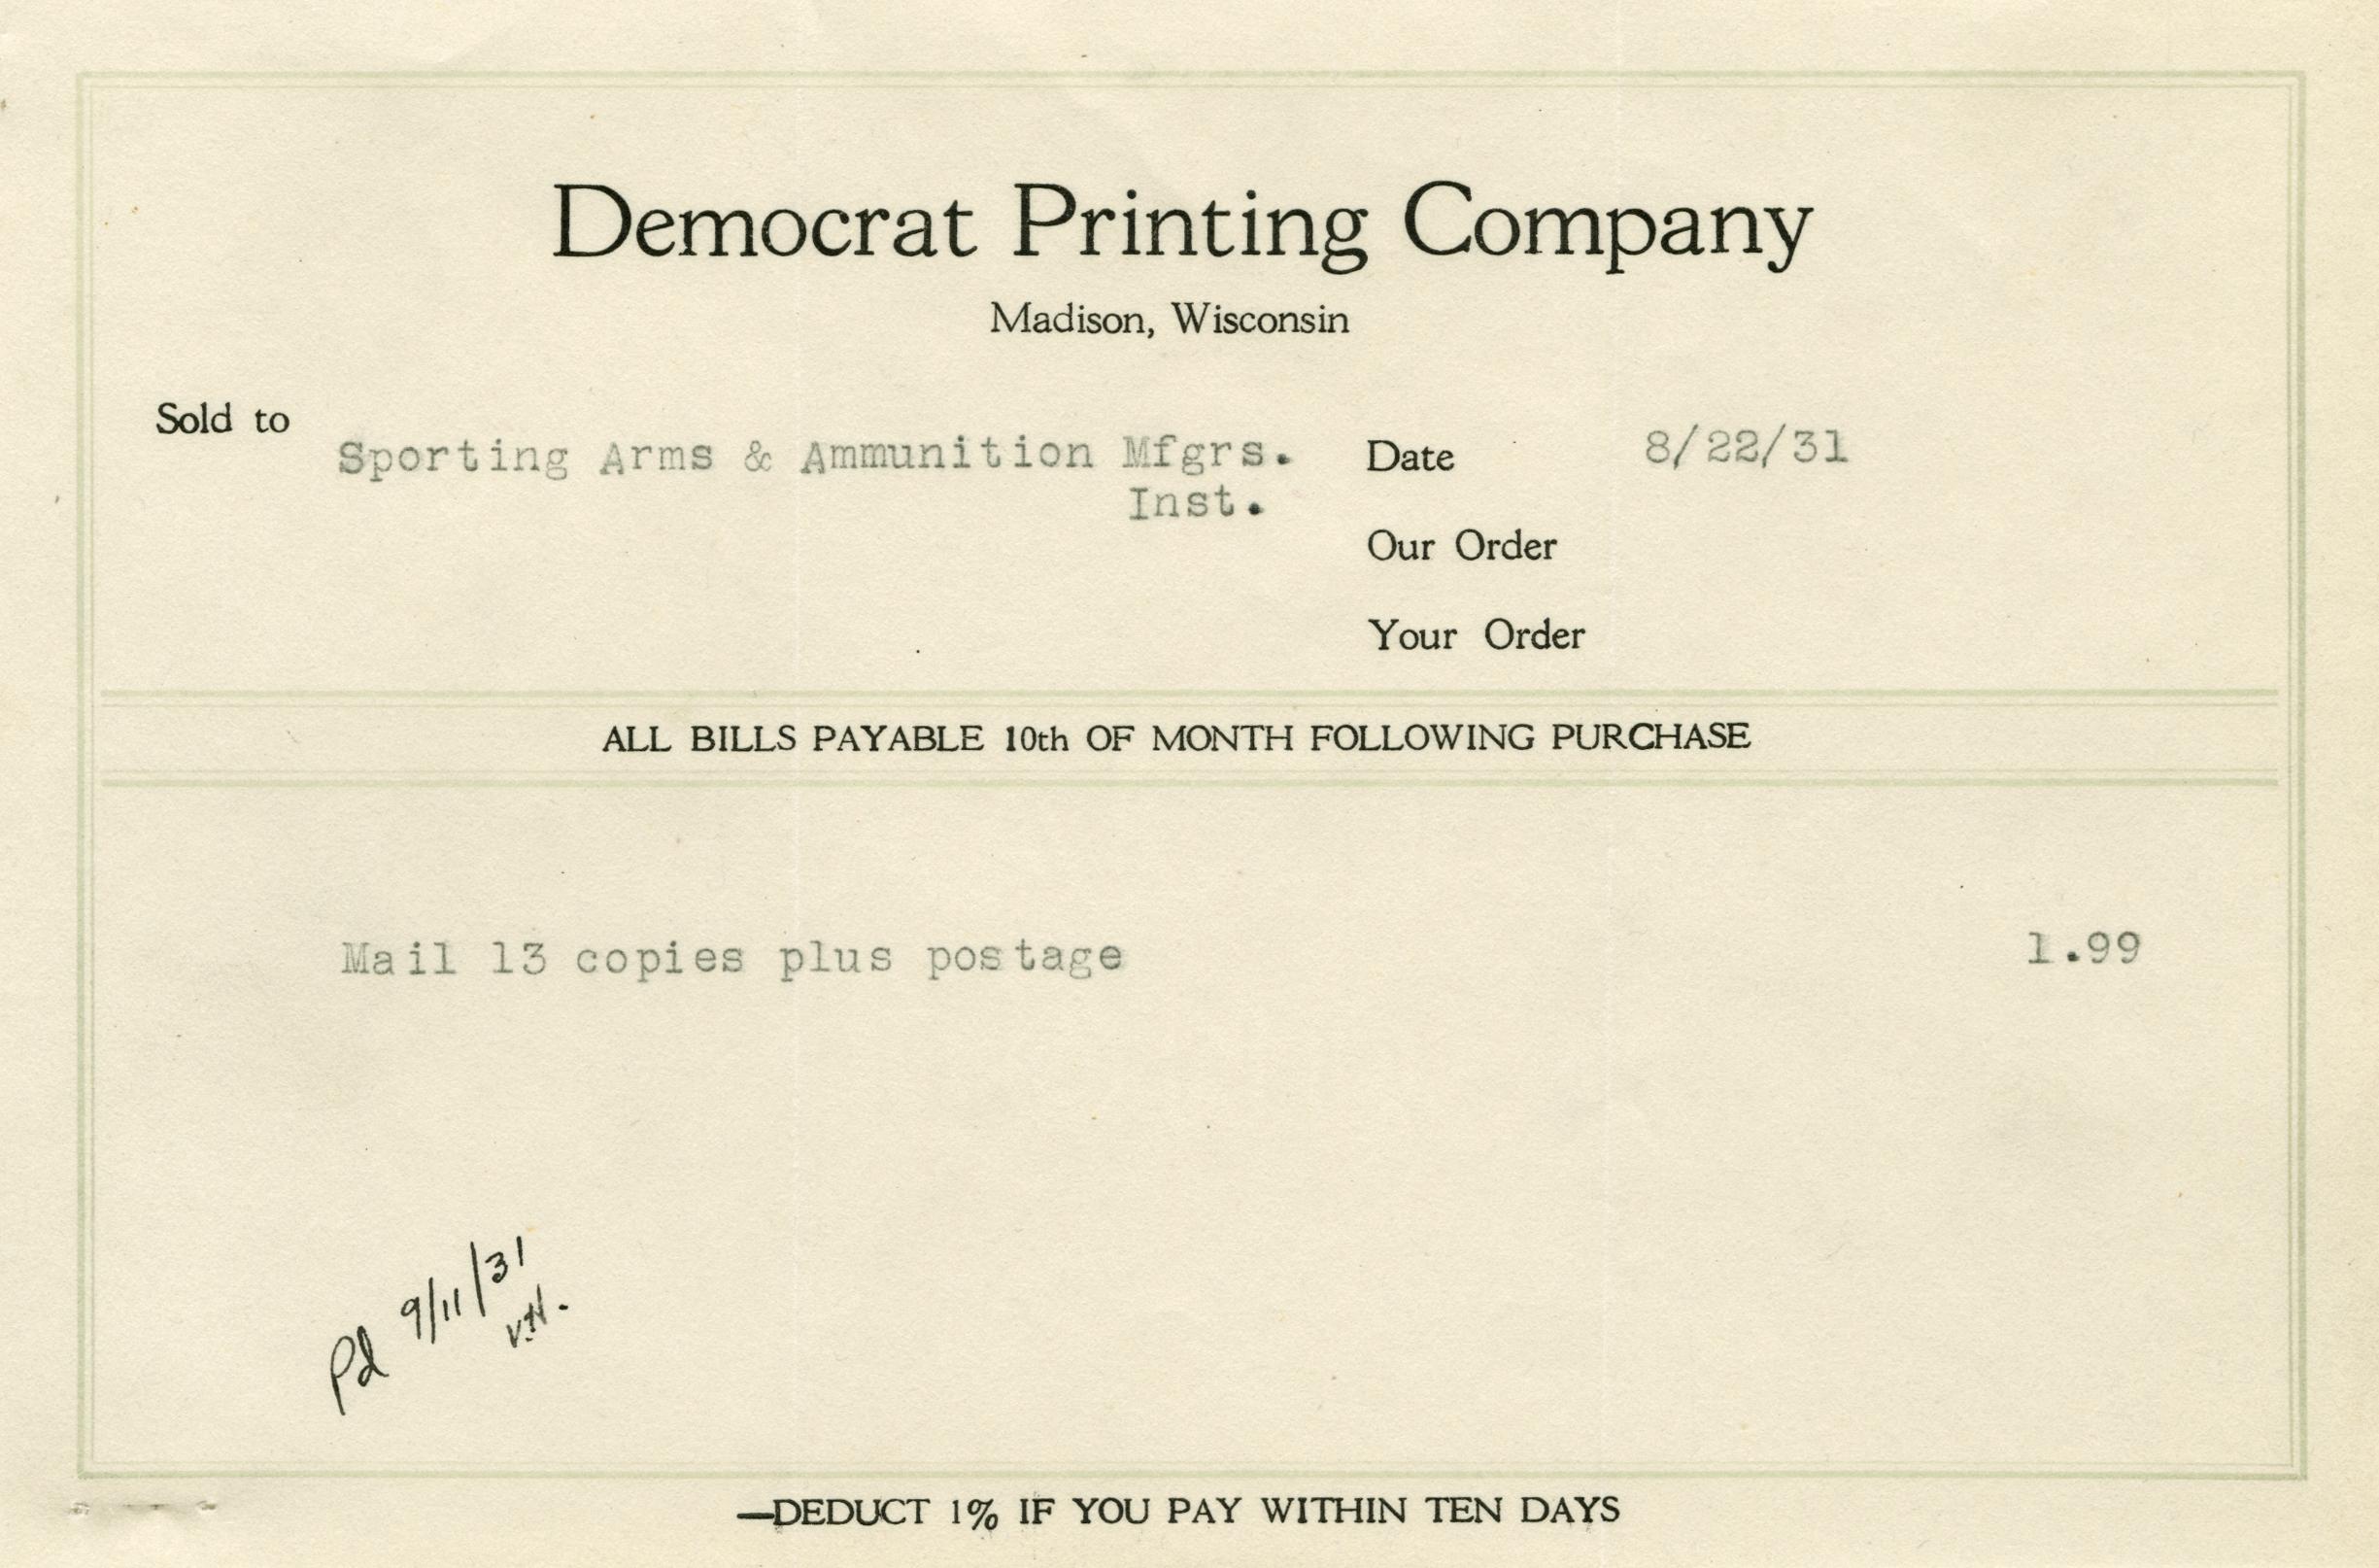 Democrat Printing Company
Madison, Wisconsin
Sold to
Sporting Arms & Ammunition Mfgrs.
Inst.
Date 8/22/31
Our Order
Your Order
ALL BILLS PAYABLE 10th OF MONTH FOLLOWING PURCHASE
Mail 13 copies plus postage 1.99
Pd 9/11/31
V.H.
—DEDUCT 1% IF YOU PAY WITHIN TEN DAYS